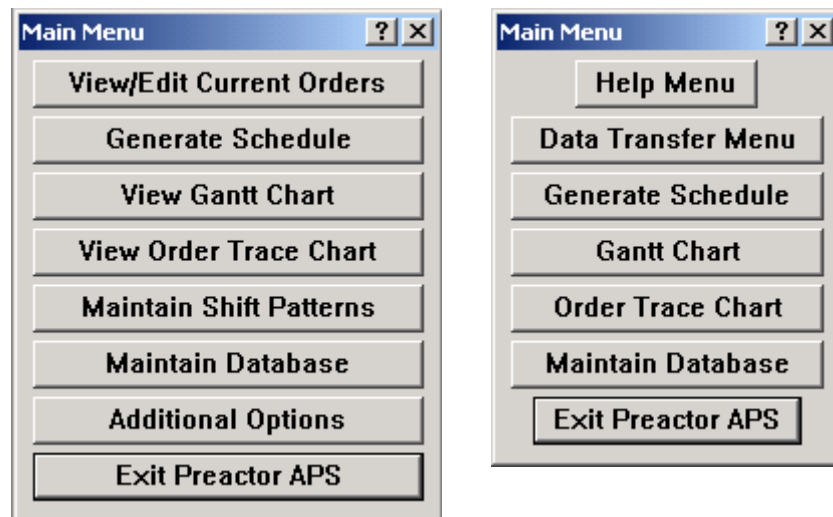 Main Menu
View/Edit Current Orders
Generate Schedule
View Gantt Chart
View Order Trace Chart
Maintain Shift Patterns
Maintain Database
Additional Options
Exit Preactor APS
Main Menu
Help Menu
Data Transfer Menu
Generate Schedule
Gantt Chart
Order Trace Chart
Maintain Database
Exit Preactor APS